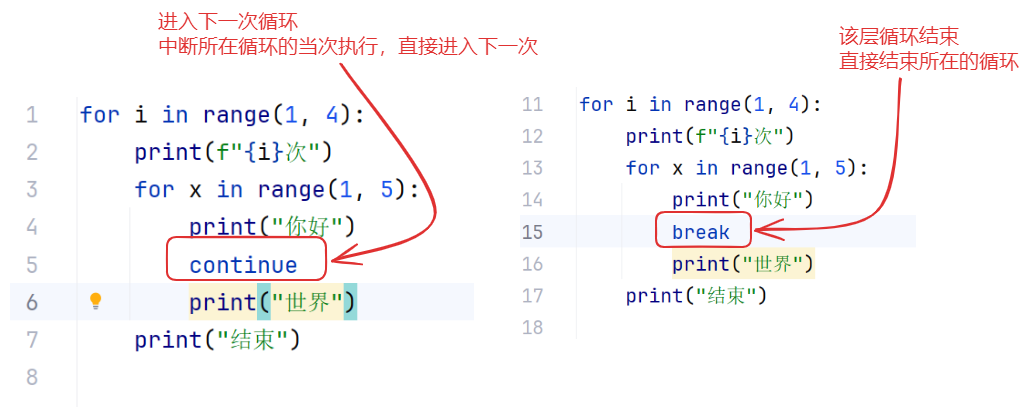 进入下一次循环
中断所在循环的当次执行，直接进入下一次
1 for i in range(1, 4):
2     print(f"{i}次")
3     for x in range(1, 5):
4         print("你好")
5         continue
6         print("世界")
7     print("结束")
8
该层循环结束
直接结束所在的循环
11 for i in range(1, 4):
12     print(f"{i}次")
13     for x in range(1, 5):
14         print("你好")
15         break
16         print("世界")
17     print("结束")
18